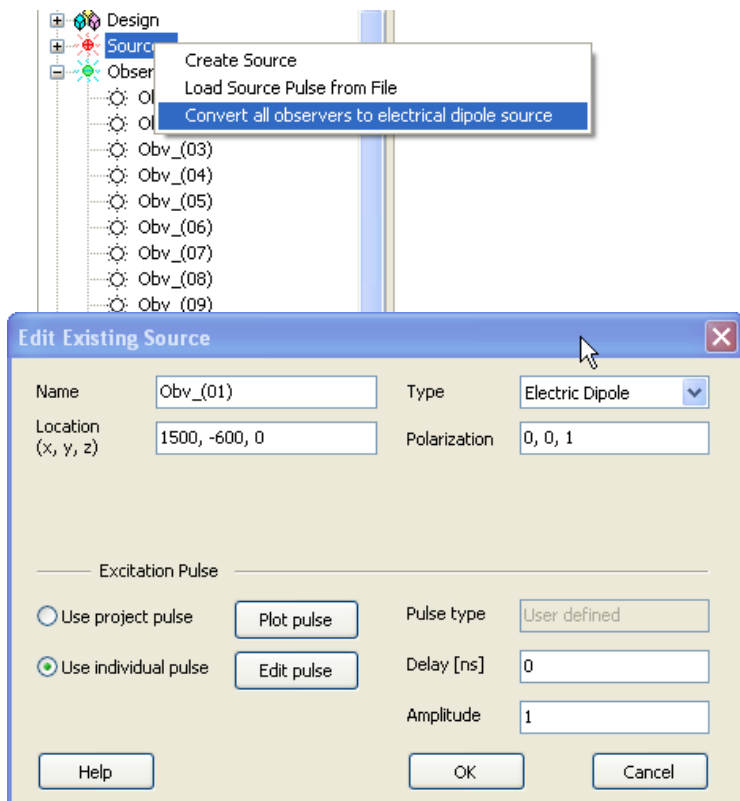 Design
Source
Create Source
Obser
Load Source Pulse from File
Convert all observers to electrical dipole source
Obv_(03)
Obv_(04)
Obv_(05)
Obv_(06)
Obv_(07)
Obv_(08)
Obv_(09)
Edit Existing Source
Name Obv_(01) Type Electric Dipole
Location
(x, y, z) 1500, -600, 0 Polarization 0, 0, 1
Excitation Pulse
Use project pulse Plot pulse Pulse type User defined
Use individual pulse Edit pulse Delay [ns] 0
Amplitude 1
Help OK Cancel